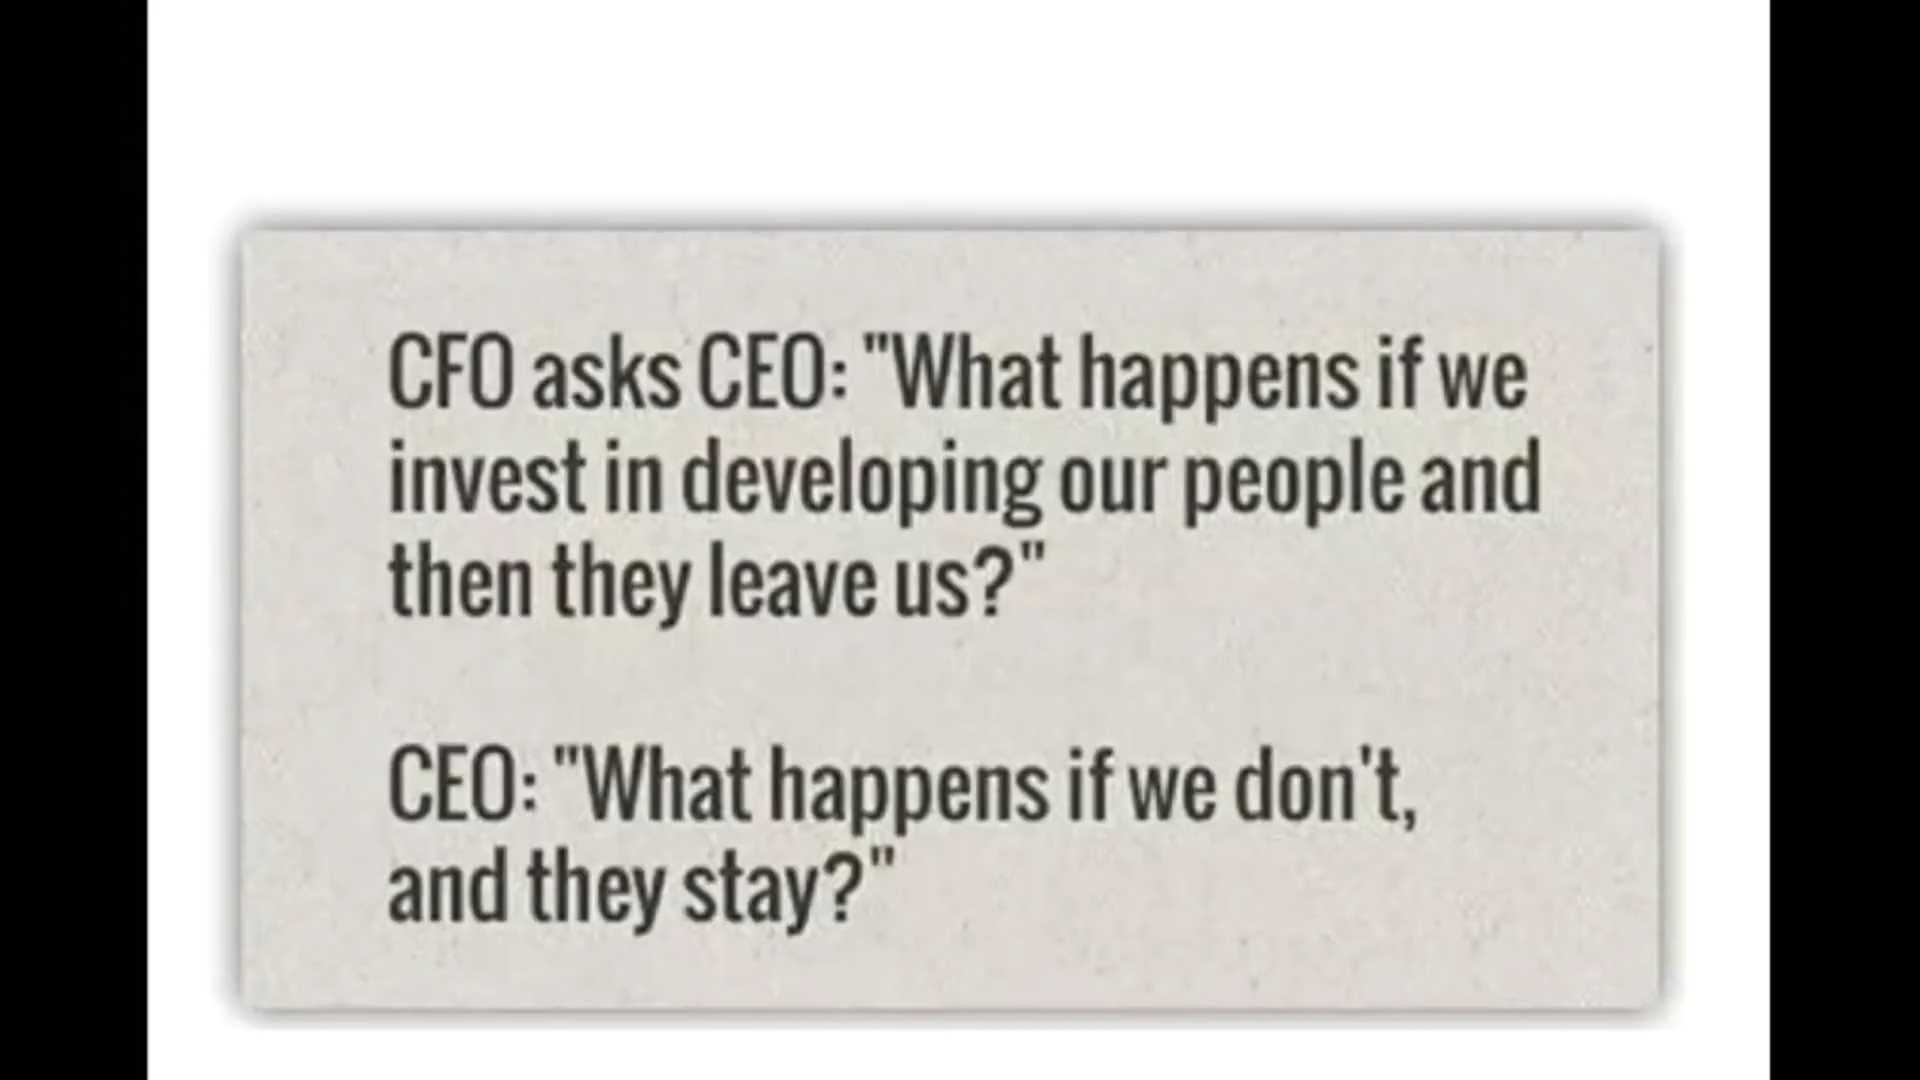 CFO asks CEO: "What happens if we
invest in developing our people and
then they leave us?"
CEO: "What happens if we don't,
and they stay?"